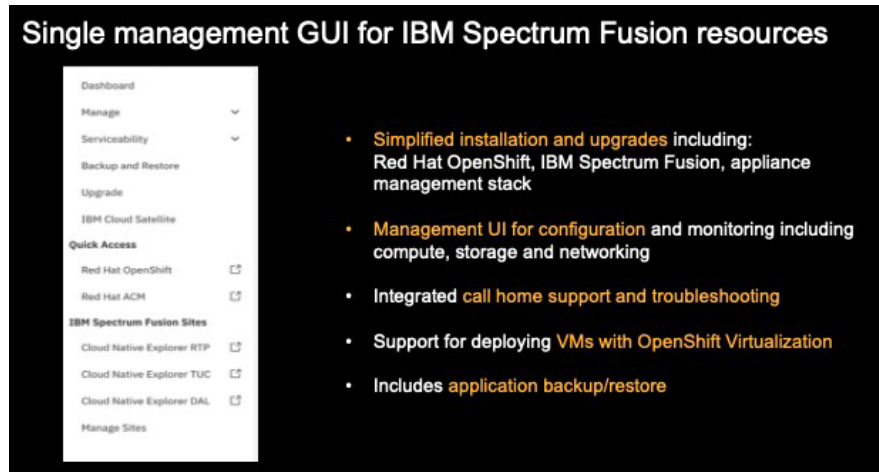 Single management GUI for IBM Spectrum Fusion resources
Dashboard
Manage
Serviceability
Backup and Restore
Upgrade
IBM Cloud Satellite
Quick Access
Red Hat OpenShift
Red Hat ACM
IBM Spectrum Fusion Sites
Cloud Native Explorer RTP
Cloud Native Explorer TUC
Cloud Native Explorer DAL
Manage Sites
• Simplified installation and upgrades including:
Red Hat OpenShift, IBM Spectrum Fusion, appliance
management stack
• Management UI for configuration and monitoring including
compute, storage and networking
• Integrated call home support and troubleshooting
• Support for deploying VMs with OpenShift Virtualization
• Includes application backup/restore